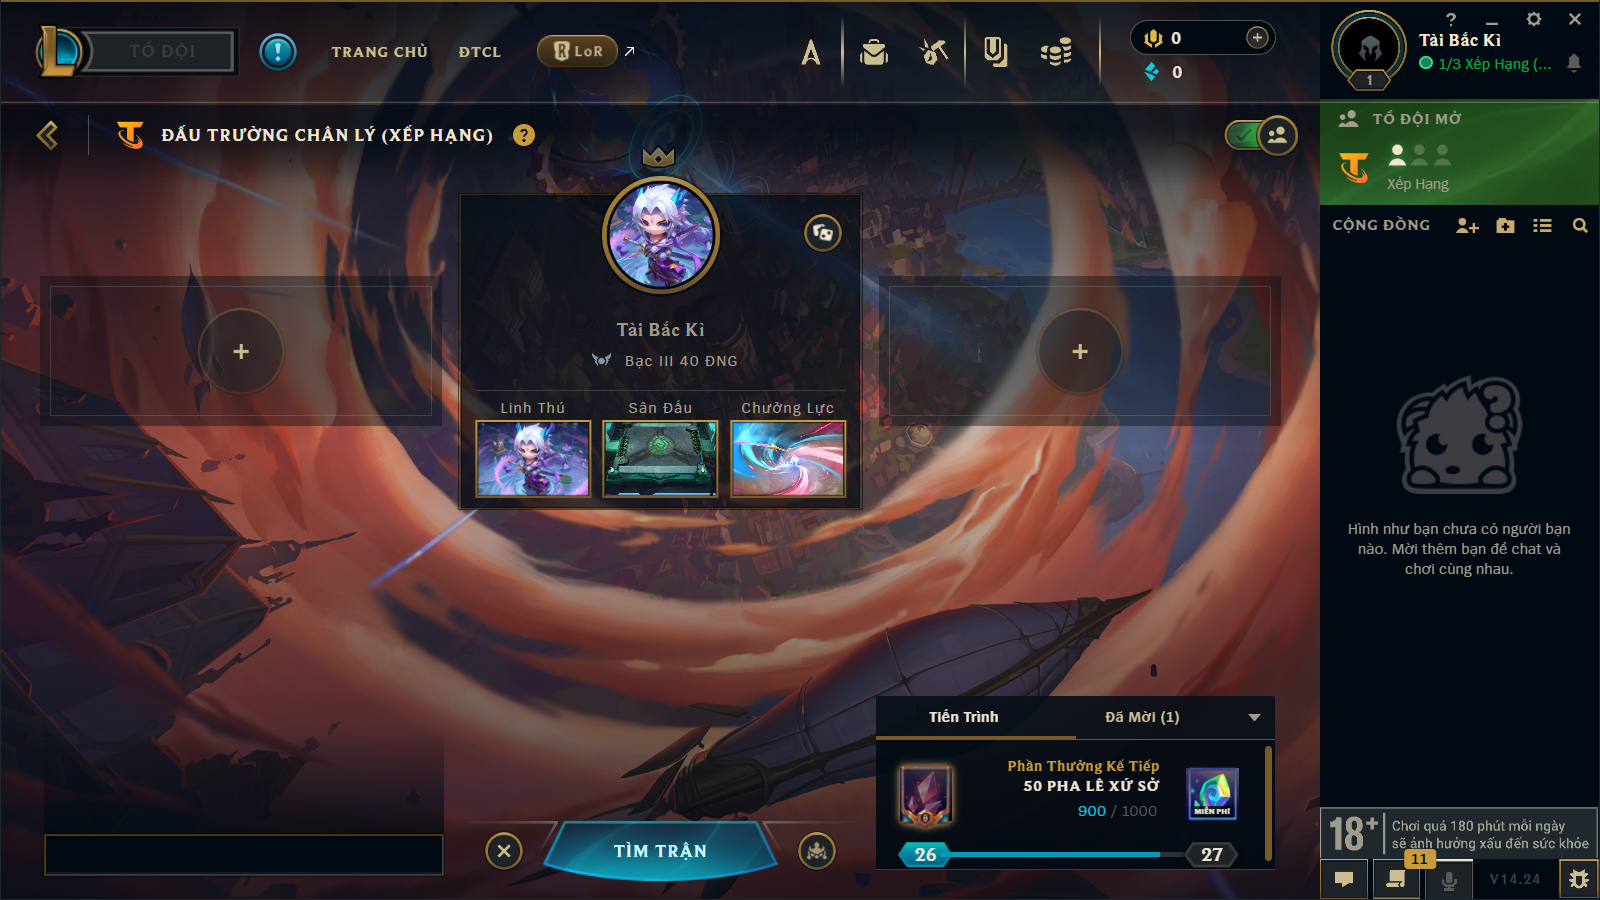 TỔ ĐỘI
TRANG CHỦ
ĐTCL
LoR
0
0
Tài Bắc Kì
1/3 Xếp Hạng (...
1
ĐẤU TRƯỜNG CHÂN LÝ (XẾP HẠNG)
?
TỔ ĐỘI MỞ
Xếp Hạng
CỘNG ĐỒNG
Tài Bắc Kì
Bạc III 40 ĐNG
Linh Thú
Sân Đấu
Chưởng Lực
Hình như bạn chưa có người bạn
nào. Mời thêm bạn để chat và
chơi cùng nhau.
Tiến Trình
Đã Mời (1)
Phần Thưởng Kế Tiếp
50 PHA LÊ XỨ SỞ
900 / 1000
MIỄN PHÍ
26
27
TÌM TRẬN
18+
Chơi quá 180 phút mỗi ngày
sẽ ảnh hưởng xấu đến sức khỏe
11
V14.24